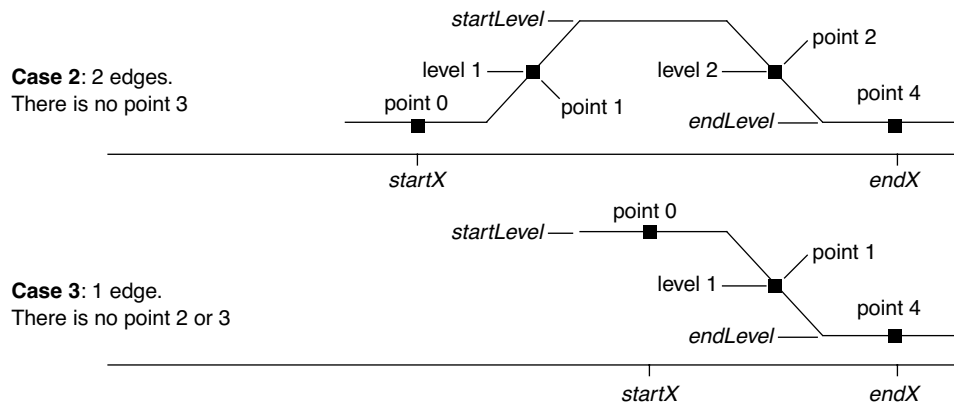 startLevel
point 2
Case 2: 2 edges.
level 1
level 2
There is no point 3
point 0
point 1
point 4
endLevel
startX
endX
startLevel
point 0
point 1
Case 3: 1 edge.
level 1
There is no point 2 or 3
point 4
endLevel
startX
endX